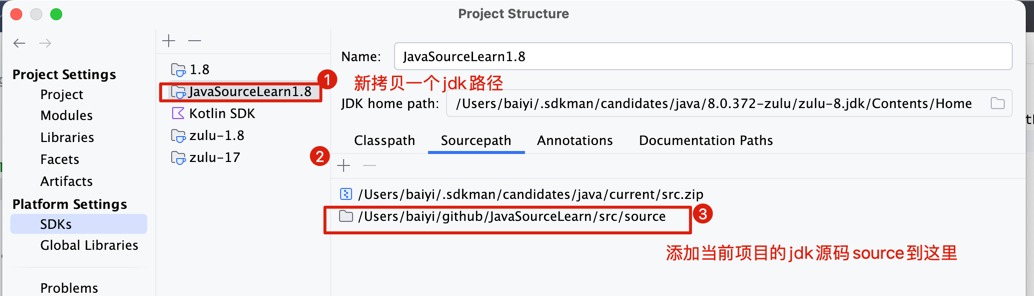 Project Structure
Project Settings
Project
Modules
Libraries
Facets
Artifacts
Platform Settings
SDKs
Global Libraries
Problems
1.8
JavaSourceLearn1.8
Kotlin SDK
zulu-1.8
zulu-17
Name: JavaSourceLearn1.8
1 新拷贝一个jdk路径
JDK home path: /Users/baiyi/.sdkman/candidates/java/8.0.372-zulu/zulu-8.jdk/Contents/Home
Classpath Sourcepath Annotations Documentation Paths
2
/Users/baiyi/.sdkman/candidates/java/current/src.zip
/Users/baiyi/github/JavaSourceLearn/src/source
3
添加当前项目的jdk源码source到这里